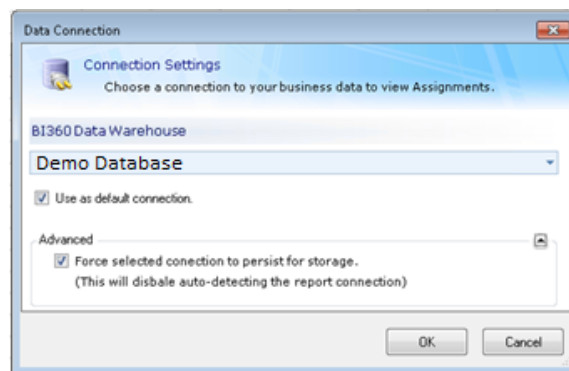 Data Connection
Connection Settings
Choose a connection to your business data to view Assignments.
BI360 Data Warehouse
Demo Database
Use as default connection.
Advanced
Force selected conection to persist for storage.
(This will disbale auto-detecting the report connection)
OK
Cancel